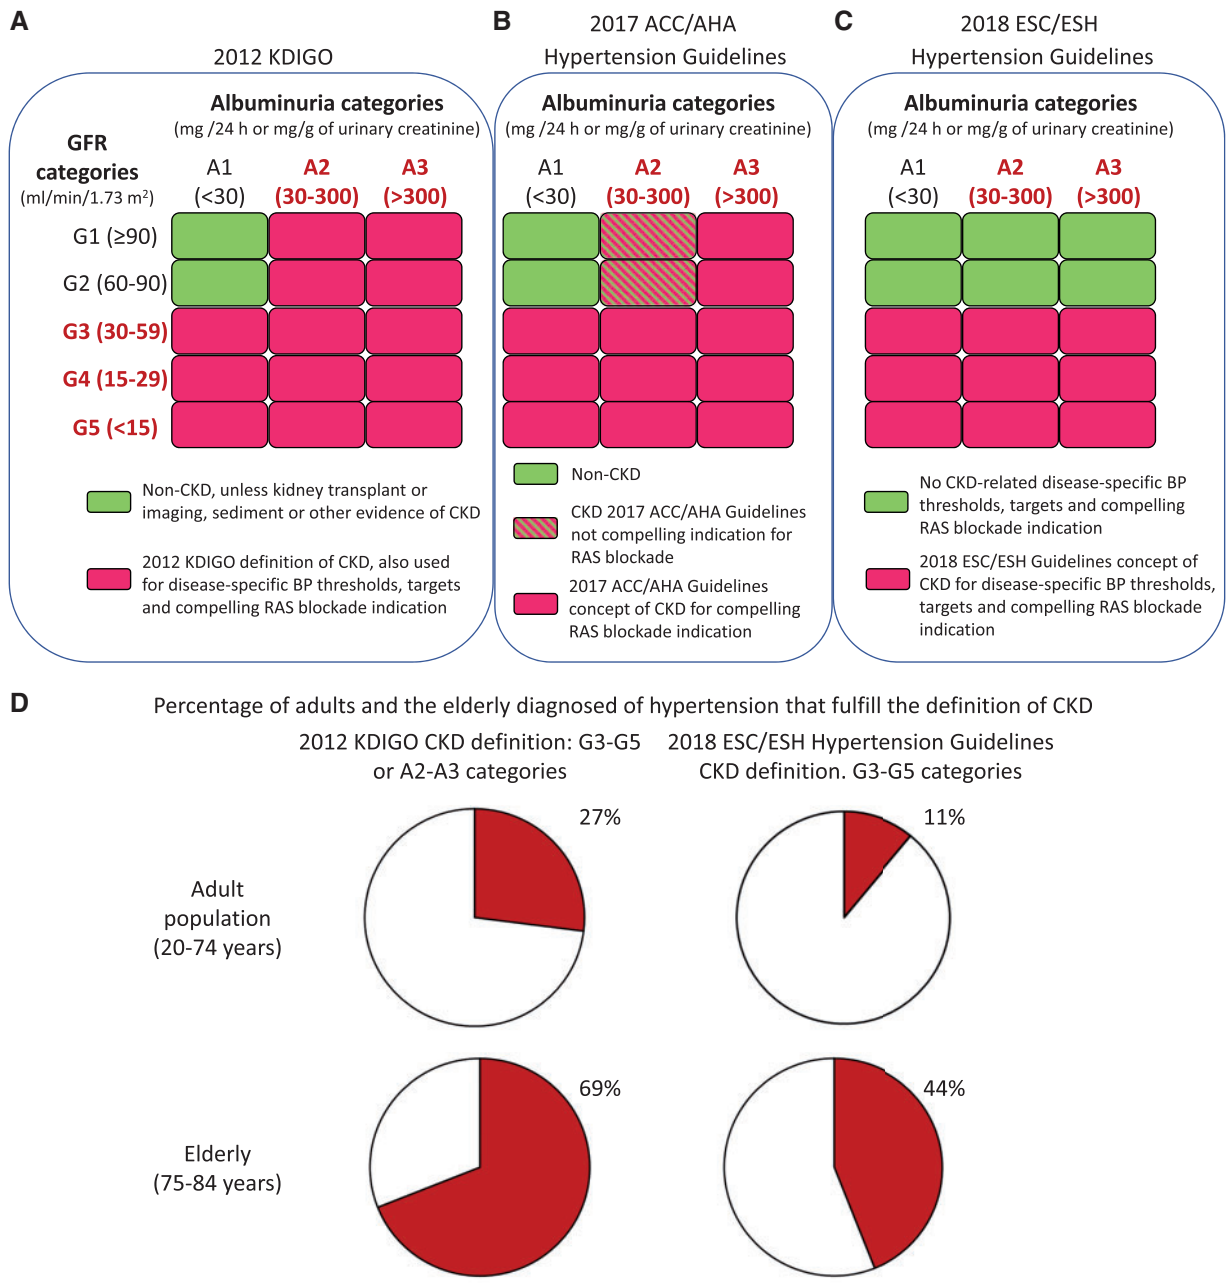 A
2012 KDIGO
Albuminuria categories
(mg /24 h or mg/g of urinary creatinine)
GFR
categories
(ml/min/1.73 m²)
A1
(<30)
A2
(30-300)
A3
(>300)
G1 (≥90)
G2 (60-90)
G3 (30-59)
G4 (15-29)
G5 (<15)
Non-CKD, unless kidney transplant or
imaging, sediment or other evidence of CKD
2012 KDIGO definition of CKD, also used
for disease-specific BP thresholds, targets
and compelling RAS blockade indication
B
2017 ACC/AHA
Hypertension Guidelines
Albuminuria categories
(mg /24 h or mg/g of urinary creatinine)
A1
(<30)
A2
(30-300)
A3
(>300)
Non-CKD
CKD 2017 ACC/AHA Guidelines
not compelling indication for
RAS blockade
2017 ACC/AHA Guidelines
concept of CKD for compelling
RAS blockade indication
C
2018 ESC/ESH
Hypertension Guidelines
Albuminuria categories
(mg /24 h or mg/g of urinary creatinine)
A1
(<30)
A2
(30-300)
A3
(>300)
No CKD-related disease-specific BP
thresholds, targets and compelling
RAS blockade indication
2018 ESC/ESH Guidelines concept of
CKD for disease-specific BP thresholds,
targets and compelling RAS blockade
indication
D
Percentage of adults and the elderly diagnosed of hypertension that fulfill the definition of CKD
2012 KDIGO CKD definition: G3-G5
or A2-A3 categories
2018 ESC/ESH Hypertension Guidelines
CKD definition. G3-G5 categories
Adult
population
(20-74 years)
27%
11%
Elderly
(75-84 years)
69%
44%